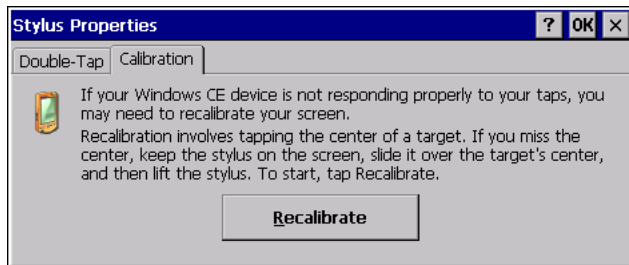 Stylus Properties ? OK ×
Double-Tap Calibration
If your Windows CE device is not responding properly to your taps, you
may need to recalibrate your screen.
Recalibration involves tapping the center of a target. If you miss the
center, keep the stylus on the screen, slide it over the target's center,
and then lift the stylus. To start, tap Recalibrate.
Recalibrate